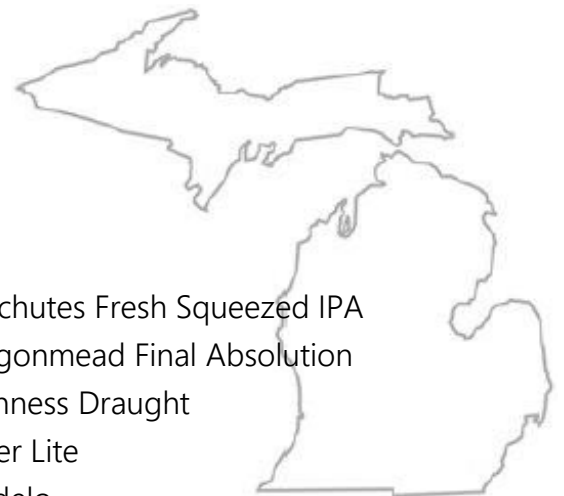 chutes Fresh Squeezed IPA
gonmead Final Absolution
nness Draught
er Lite
delo